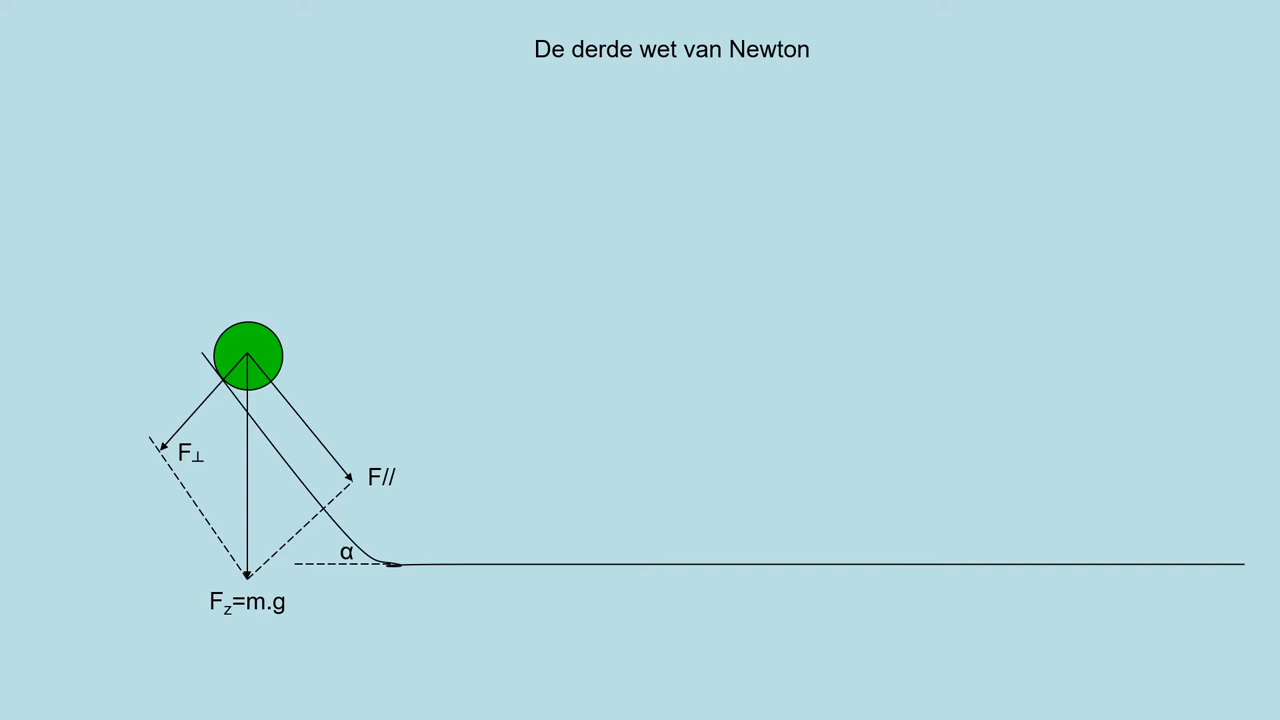 De derde wet van Newton
F⊥
F//
α
Fz=m.g